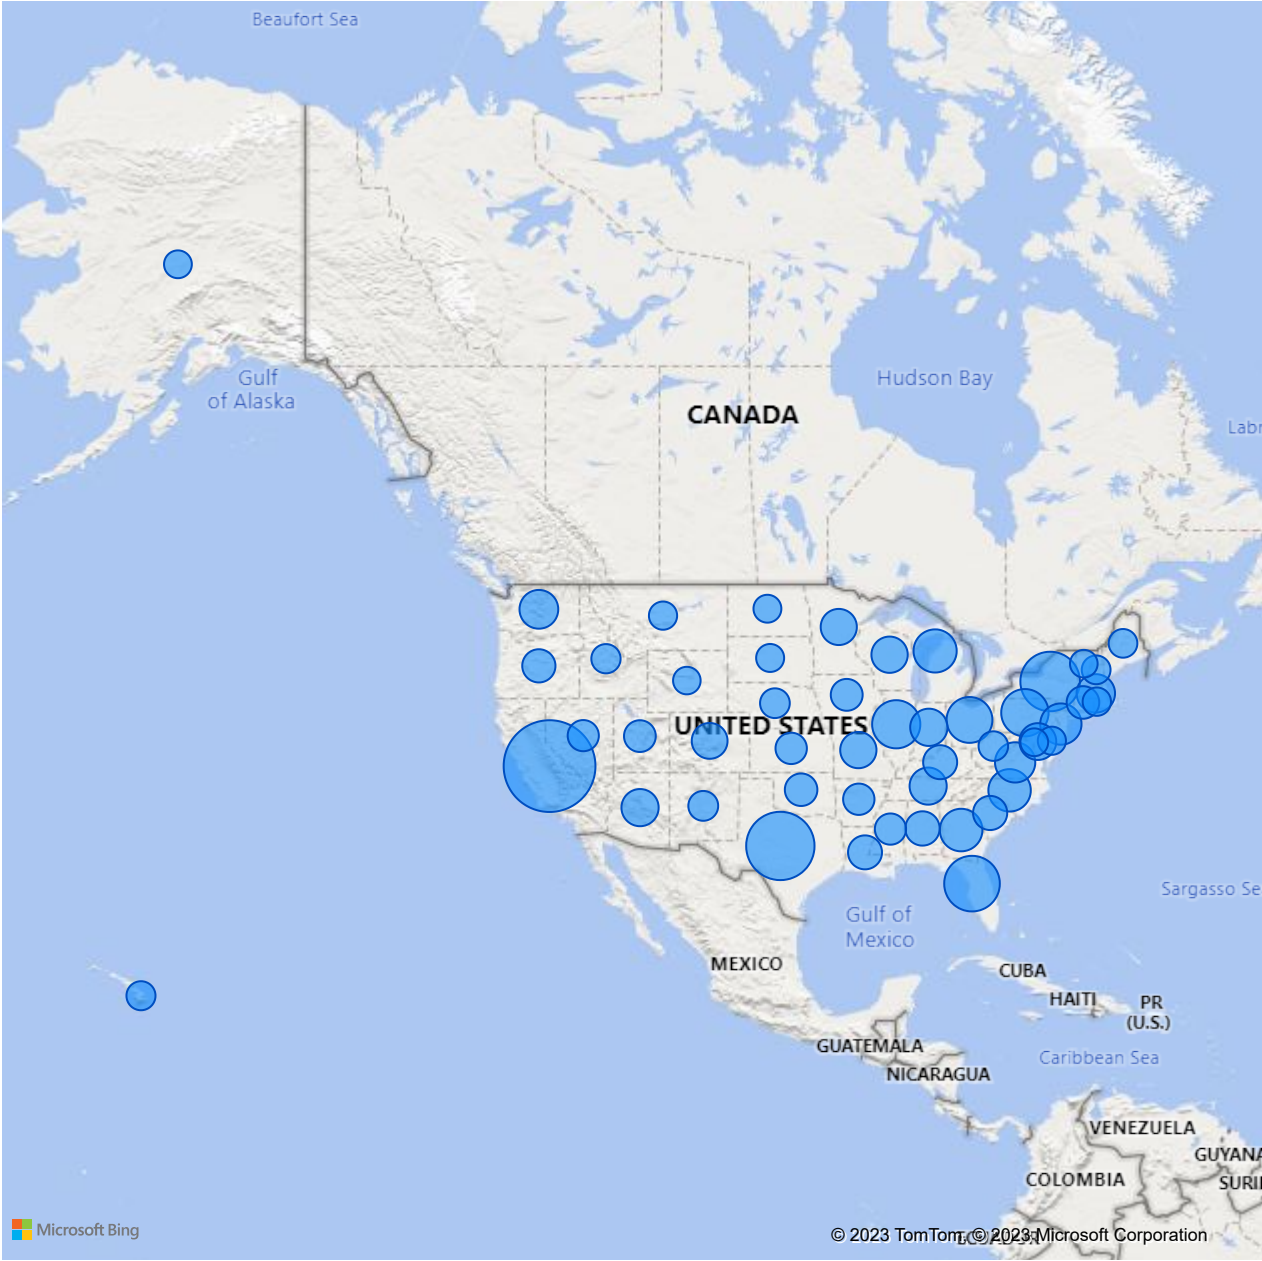 Beaufort Sea
Gulf
of Alaska
Hudson Bay
CANADA
Labr
UNITED STATES
Sargasso Se
Gulf of
Mexico
MEXICO
CUBA
HAITI
PR
(U.S.)
GUATEMALA
Caribbean Sea
NICARAGUA
VENEZUELA
GUYANA
COLOMBIA
SURI
ECUADOR
Microsoft Bing
© 2023 TomTom, © 2023 Microsoft Corporation